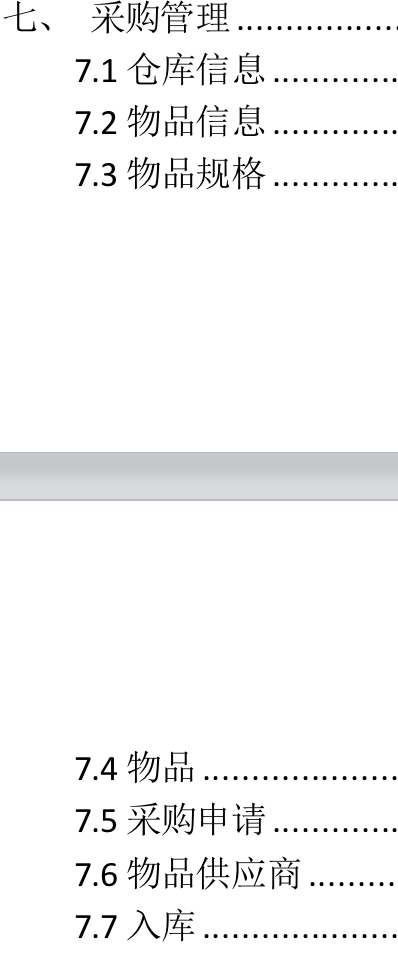 七、 采购管理................
7.1 仓库信息.............
7.2 物品信息.............
7.3 物品规格.............
7.4 物品....................
7.5 采购申请.............
7.6 物品供应商.........
7.7 入库....................